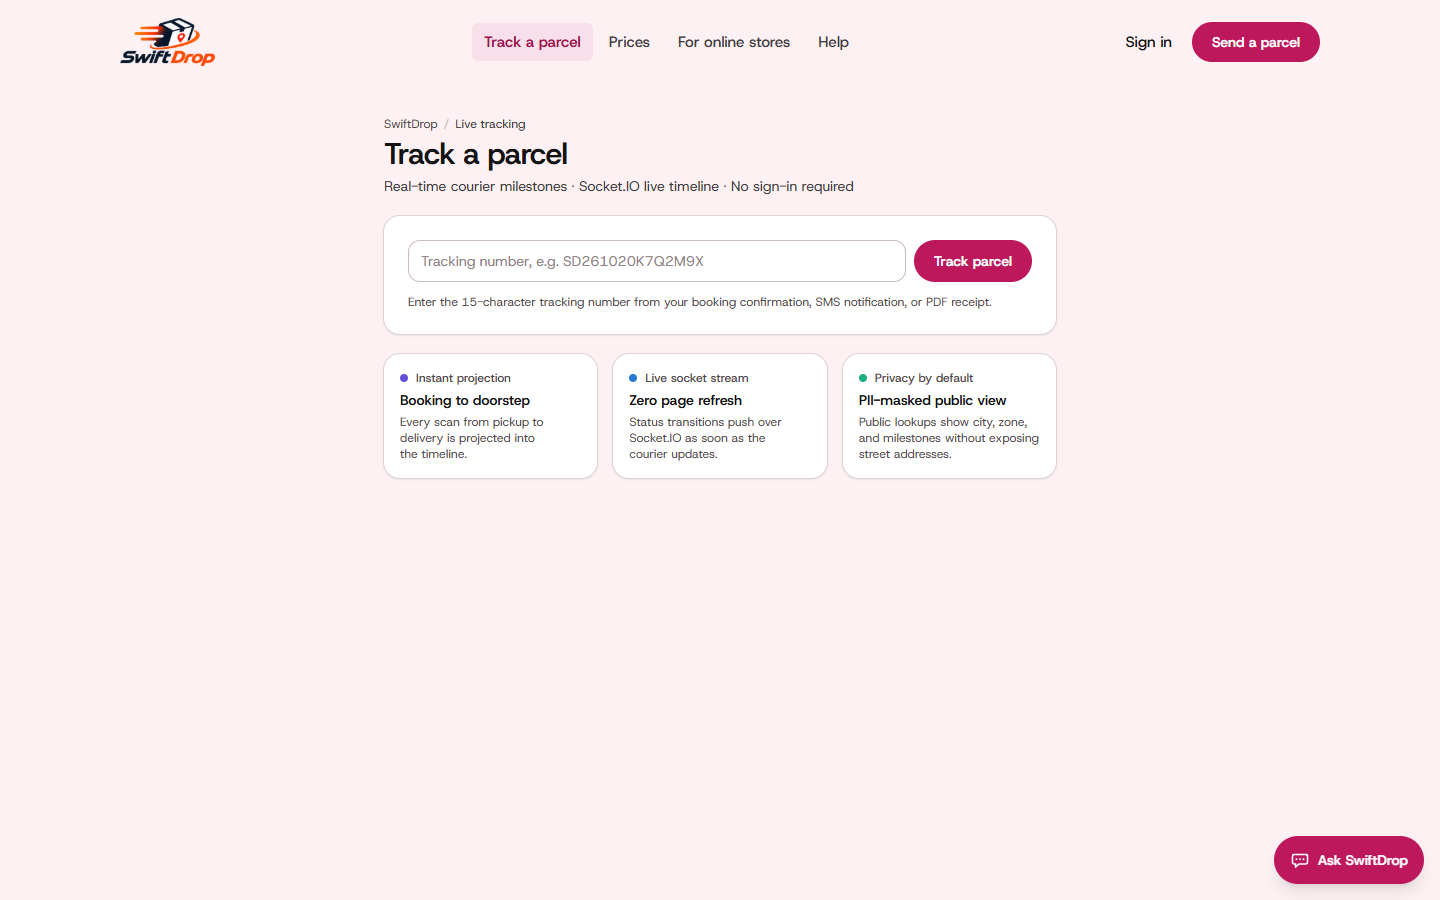 SwiftDrop
Track a parcel
Prices
For online stores
Help
Sign in
Send a parcel
SwiftDrop / Live tracking
Track a parcel
Real-time courier milestones · Socket.IO live timeline · No sign-in required
Tracking number, e.g. SD261020K7Q2M9X
Track parcel
Enter the 15-character tracking number from your booking confirmation, SMS notification, or PDF receipt.
Instant projection
Booking to doorstep
Every scan from pickup to
delivery is projected into
the timeline.
Live socket stream
Zero page refresh
Status transitions push over
Socket.IO as soon as the
courier updates.
Privacy by default
PII-masked public view
Public lookups show city, zone,
and milestones without exposing
street addresses.
Ask SwiftDrop